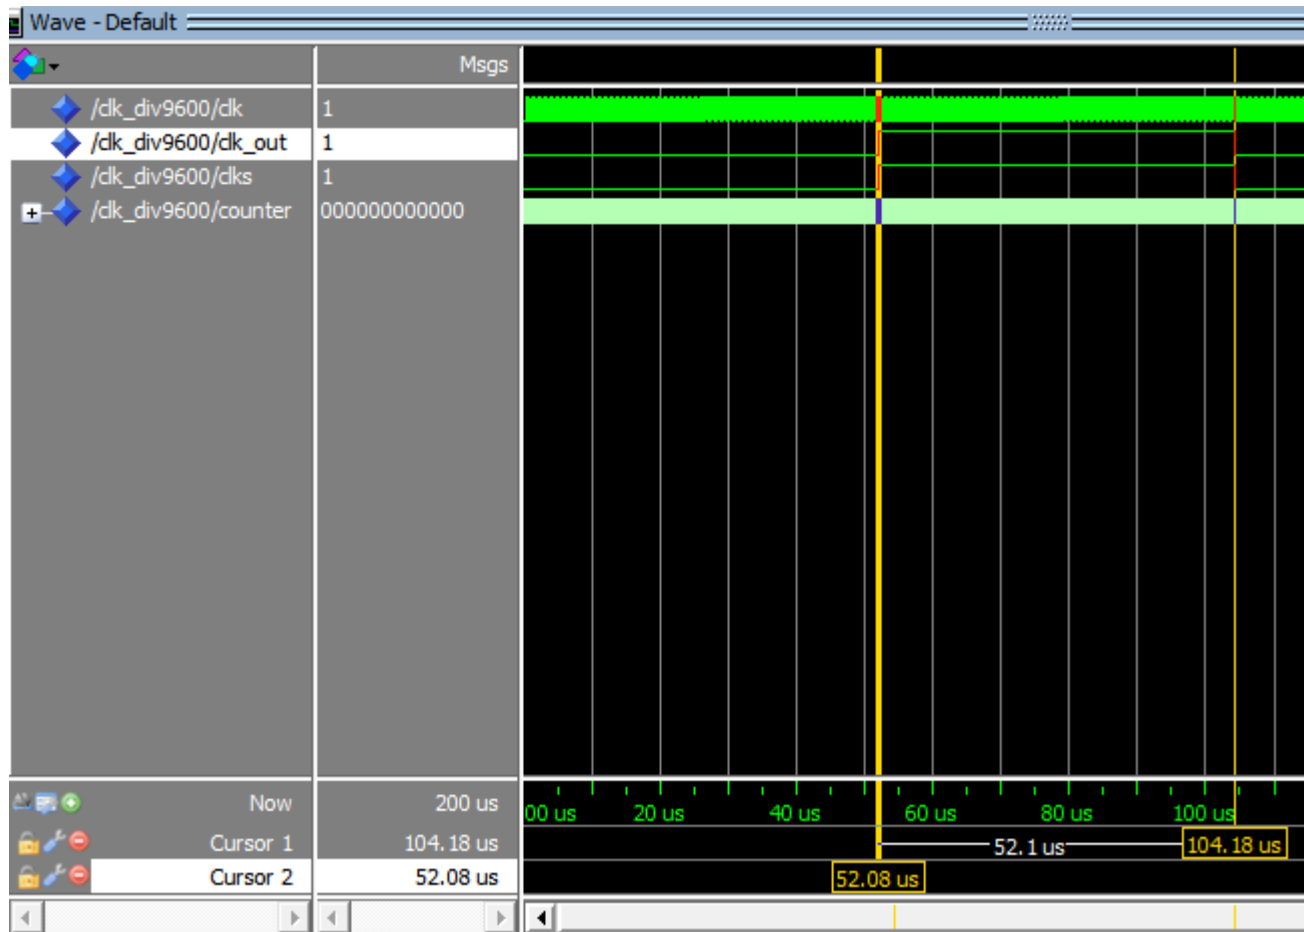 Wave - Default
Msgs
/clk_div9600/clk 1
/clk_div9600/clk_out 1
/clk_div9600/clks 1
/clk_div9600/counter 000000000000
Now 200 us 00 us 20 us 40 us 60 us 80 us 100 us
Cursor 1 104.18 us 52.1 us 104.18 us
Cursor 2 52.08 us 52.08 us